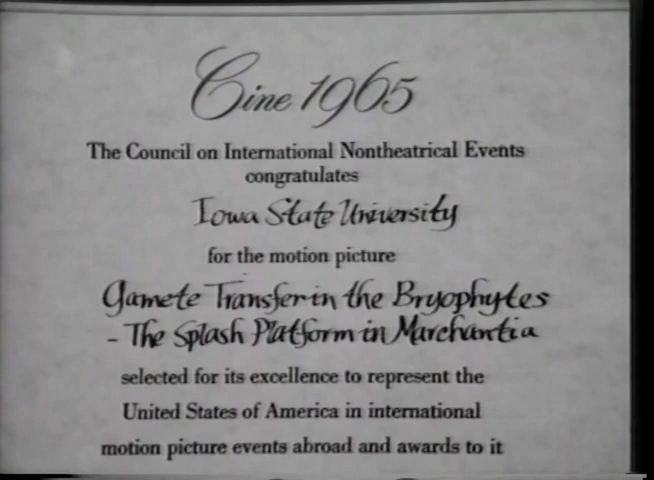 Cine 1965
The Council on International Nontheatrical Events
congratulates
Iowa State University
for the motion picture
Gamete Transfer in the Bryophytes
- The Splash Platform in Marchantia
selected for its excellence to represent the
United States of America in international
motion picture events abroad and awards to it